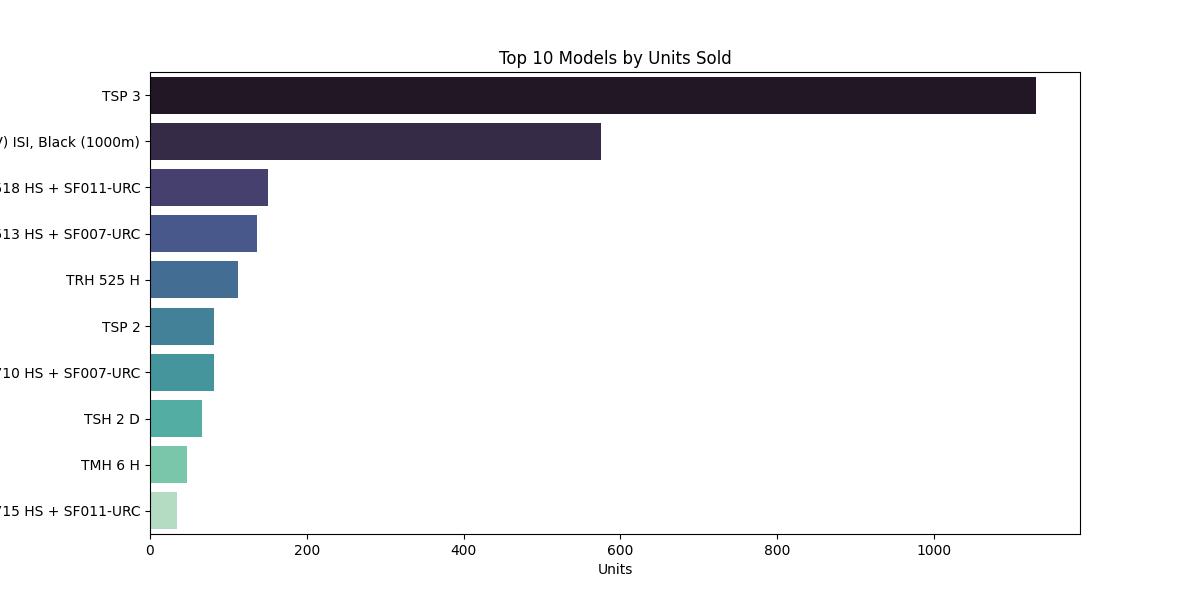 Top 10 Models by Units Sold
TSP 3
) ISI, Black (1000m)
18 HS + SF011-URC
13 HS + SF007-URC
TRH 525 H
TSP 2
10 HS + SF007-URC
TSH 2 D
TMH 6 H
15 HS + SF011-URC
0 200 400 600 800 1000
Units